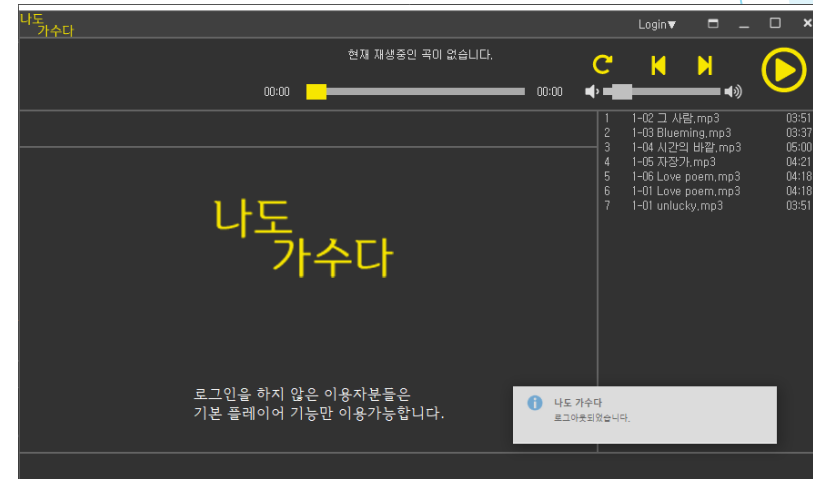 나도
가수다
Login▼
현재 재생중인 곡이 없습니다.
00:00
00:00
1 1-02 그 사람.mp3 03:51
2 1-03 Blueming.mp3 03:37
3 1-04 시간의 바깥.mp3 05:00
4 1-05 자장가.mp3 04:21
5 1-06 Love poem.mp3 04:18
6 1-01 Love poem.mp3 04:18
7 1-01 unlucky.mp3 03:51
나도
가수다
로그인을 하지 않은 이용자분들은
기본 플레이어 기능만 이용가능합니다.
나도 가수다
로그아웃되었습니다.